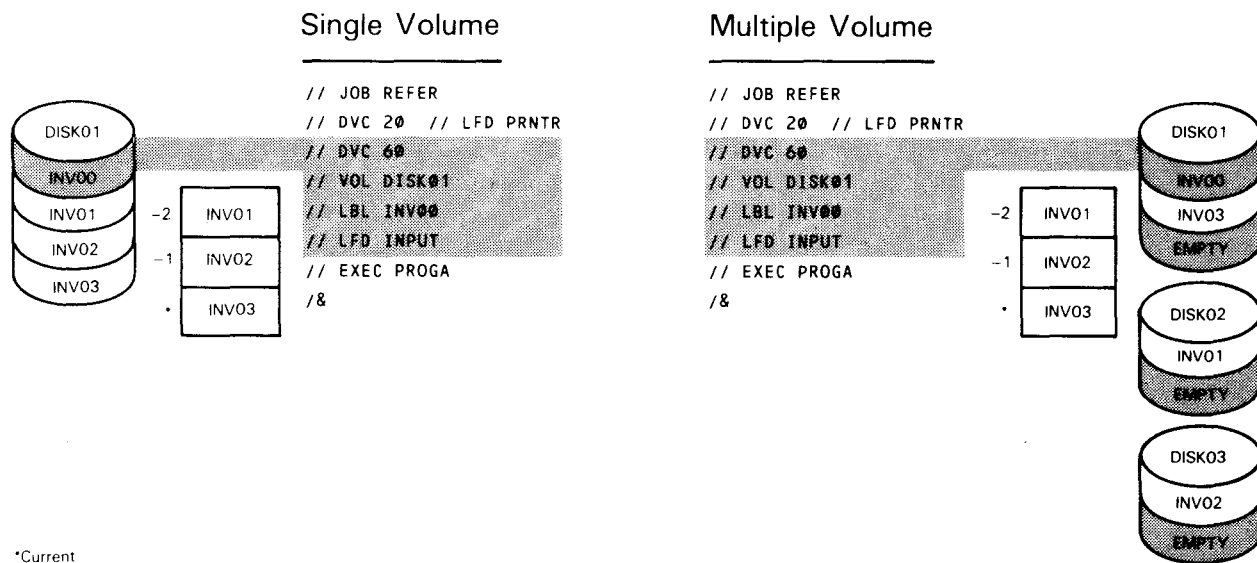 Single Volume
DISK01
INV00
INV01
INV02
INV03
-2 INV01
-1 INV02
* INV03
// JOB REFER
// DVC 20 // LFD PRNTR
// DVC 60
// VOL DISK01
// LBL INV00
// LFD INPUT
// EXEC PROGA
/&
Multiple Volume
// JOB REFER
// DVC 20 // LFD PRNTR
// DVC 60
// VOL DISK01
// LBL INV00
// LFD INPUT
// EXEC PROGA
/&
-2 INV01
-1 INV02
* INV03
DISK01
INV00
INV03
EMPTY
DISK02
INV01
EMPTY
DISK03
INV02
EMPTY
*Current